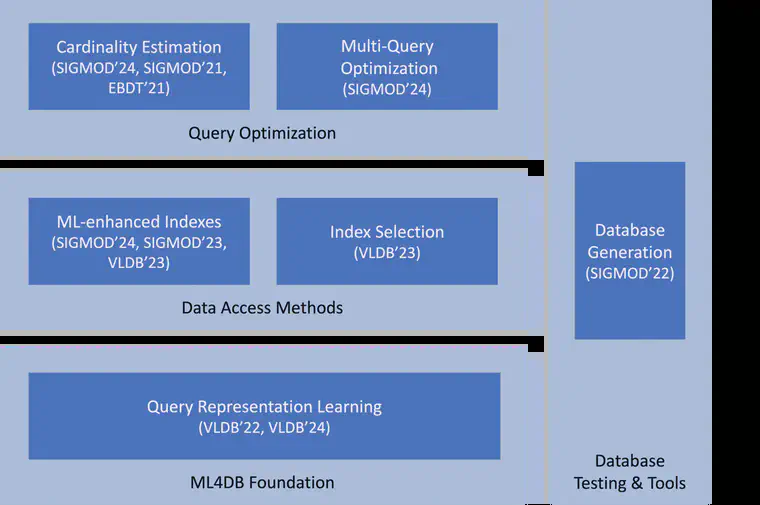 Cardinality Estimation
(SIGMOD’24, SIGMOD’21,
EBDT’21)
Multi-Query
Optimization
(SIGMOD’24)
Query Optimization
ML-enhanced Indexes
(SIGMOD’24, SIGMOD’23,
VLDB’23)
Index Selection
(VLDB’23)
Data Access Methods
Query Representation Learning
(VLDB’22, VLDB’24)
ML4DB Foundation
Database
Generation
(SIGMOD’22)
Database
Testing & Tools